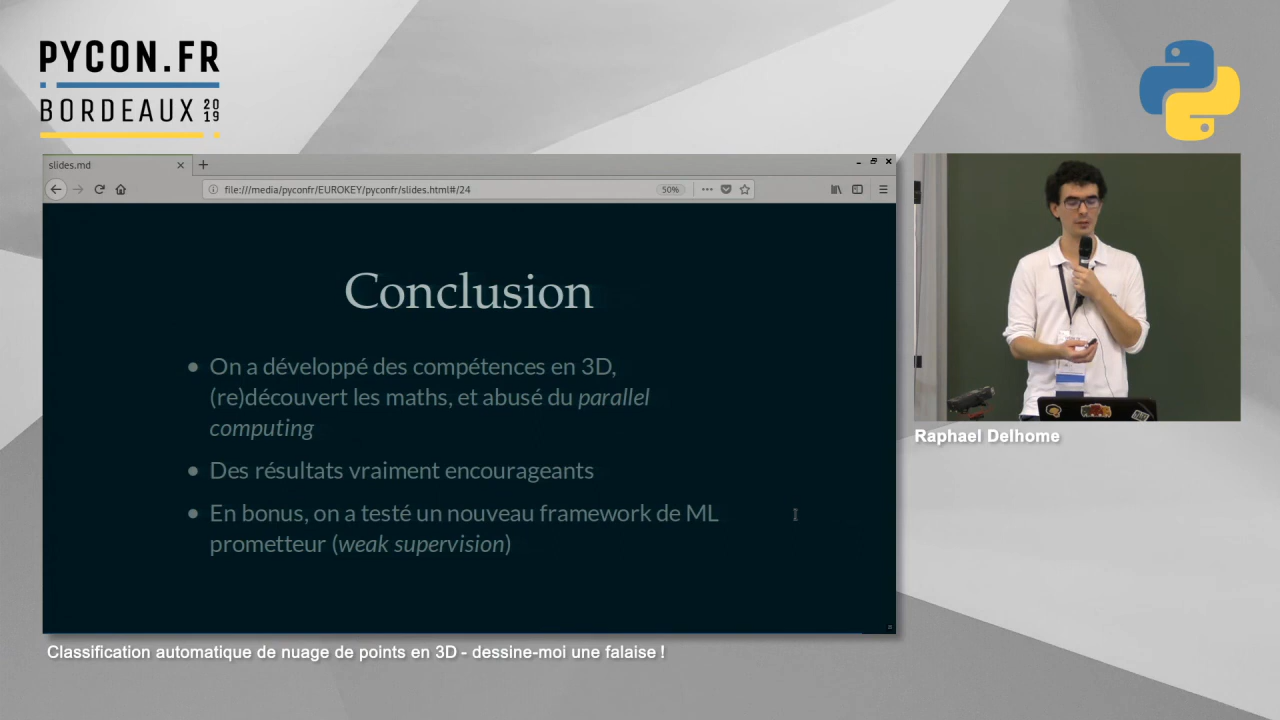 PYCON.FR
BORDEAUX 2019
slides.md
file:///media/pyconfr/EUROKEY/pyconfr/slides.html#/24
50%
Conclusion
• On a développé des compétences en 3D,
(re)découvert les maths, et abusé du parallel
computing
• Des résultats vraiment encourageants
• En bonus, on a testé un nouveau framework de ML
prometteur (weak supervision)
Raphael Delhome
Classification automatique de nuage de points en 3D - dessine-moi une falaise !